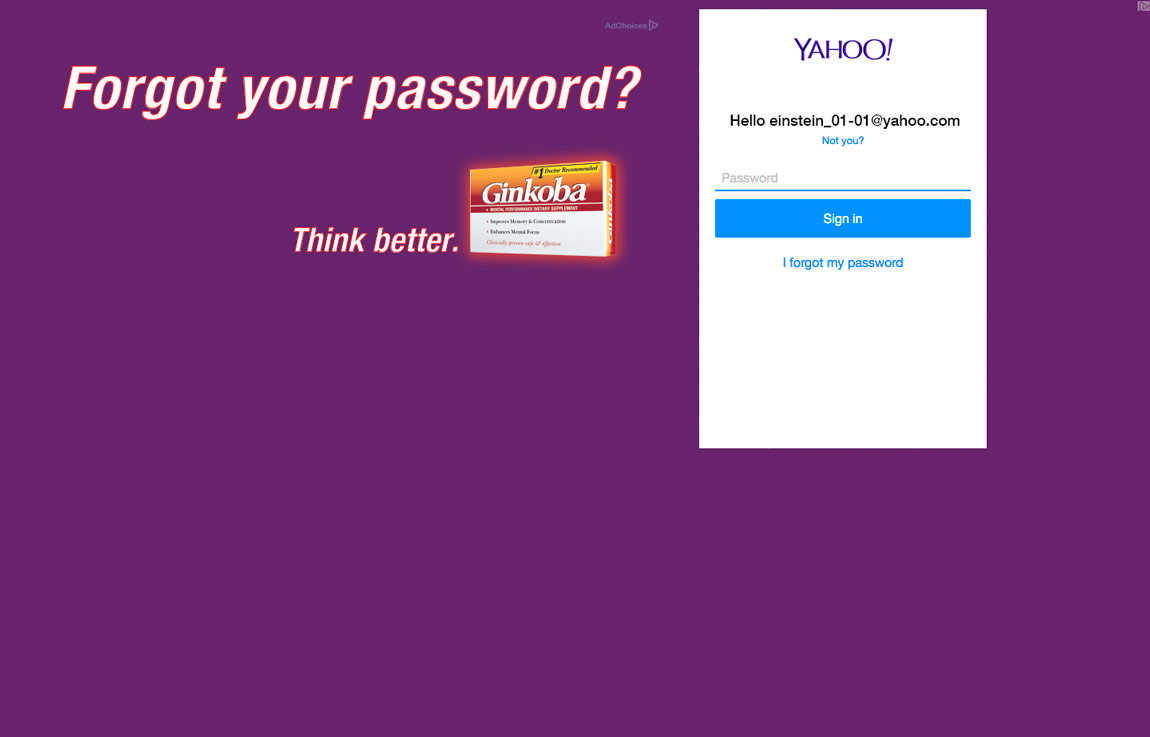 AdChoices
Forgot your password?
#1 Doctor Recommended
Ginkoba
MENTAL PERFORMANCE DIETARY SUPPLEMENT
• Improves Memory & Concentration
• Enhances Mental Focus
Clinically proven safe & effective
Ginkoba
Think better.
YAHOO!
Hello einstein_01-01@yahoo.com
Not you?
Password
Sign in
I forgot my password